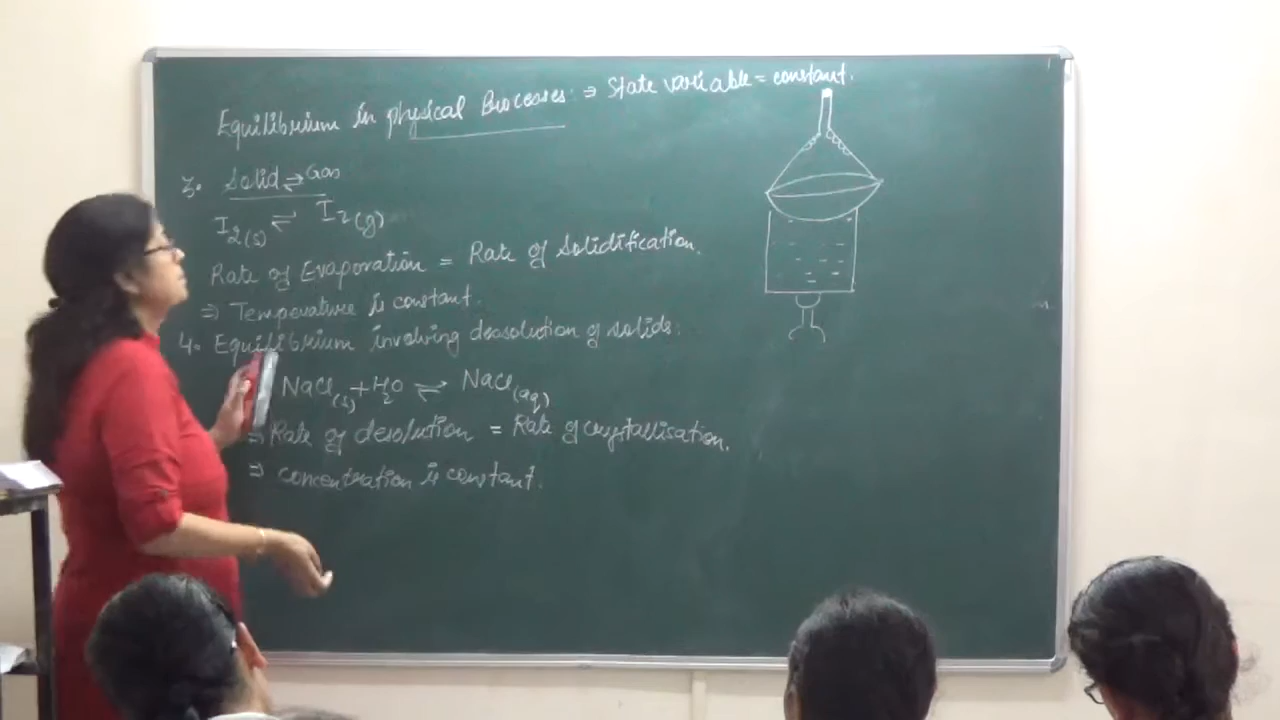 Equilibrium in physical Processes: ⇒ State variable = constant.
3. Solid ⇌ Gas
I2(s) ⇌ I2(g)
Rate of Evaporation = Rate of Solidification.
⇒ Temperature is constant.
4. Equilibrium involving dessolution of solids:
NaCl(s) + H2O ⇌ NaCl(aq)
⇒ Rate of desolution = Rate of crystallisation.
⇒ concentration is constant.